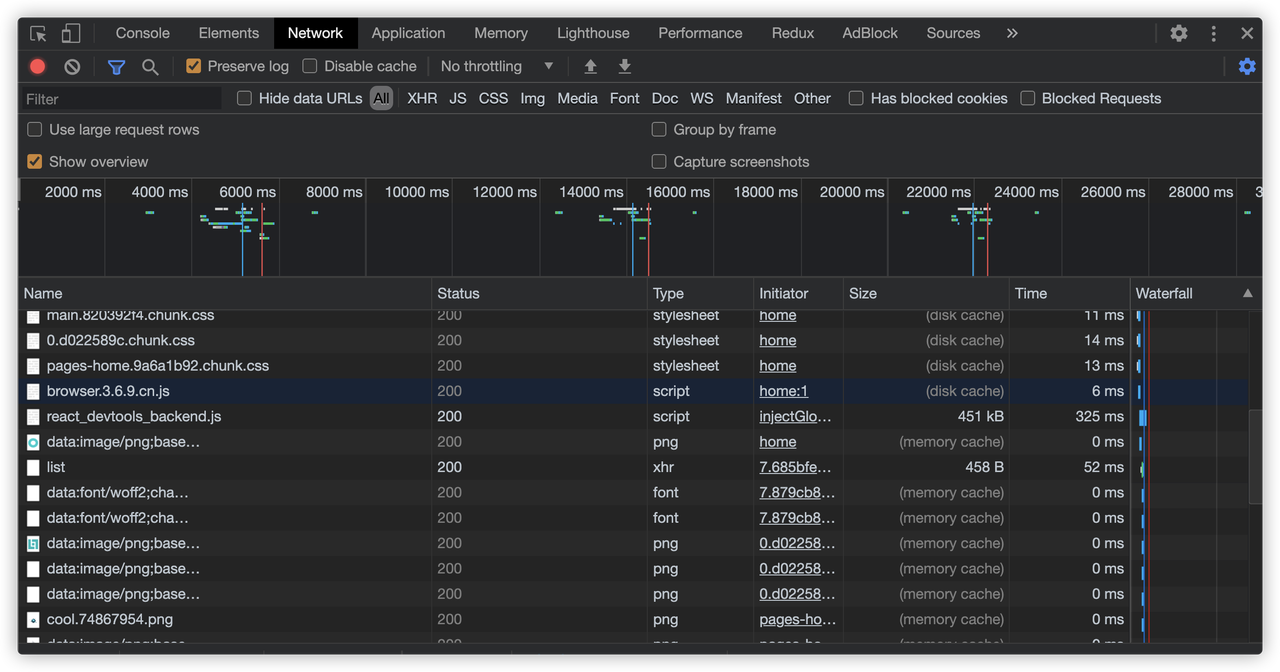 Console Elements Network Application Memory Lighthouse Performance Redux AdBlock Sources »
Preserve log Disable cache No throttling
Filter Hide data URLs All XHR JS CSS Img Media Font Doc WS Manifest Other Has blocked cookies Blocked Requests
Use large request rows Group by frame
Show overview Capture screenshots
2000 ms 4000 ms 6000 ms 8000 ms 10000 ms 12000 ms 14000 ms 16000 ms 18000 ms 20000 ms 22000 ms 24000 ms 26000 ms 28000 ms 3
Name Status Type Initiator Size Time Waterfall
main.820392f4.chunk.css 200 stylesheet home (disk cache) 11 ms
0.d022589c.chunk.css 200 stylesheet home (disk cache) 14 ms
pages-home.9a6a1b92.chunk.css 200 stylesheet home (disk cache) 13 ms
browser.3.6.9.cn.js 200 script home:1 (disk cache) 6 ms
react_devtools_backend.js 200 script injectGlo… 451 kB 325 ms
data:image/png;base… 200 png home (memory cache) 0 ms
list 200 xhr 7.685bfe… 458 B 52 ms
data:font/woff2;cha… 200 font 7.879cb8… (memory cache) 0 ms
data:font/woff2;cha… 200 font 7.879cb8… (memory cache) 0 ms
data:image/png;base… 200 png 0.d02258… (memory cache) 0 ms
data:image/png;base… 200 png 0.d02258… (memory cache) 0 ms
data:image/png;base… 200 png 0.d02258… (memory cache) 0 ms
cool.74867954.png 200 png pages-ho… (memory cache) 0 ms